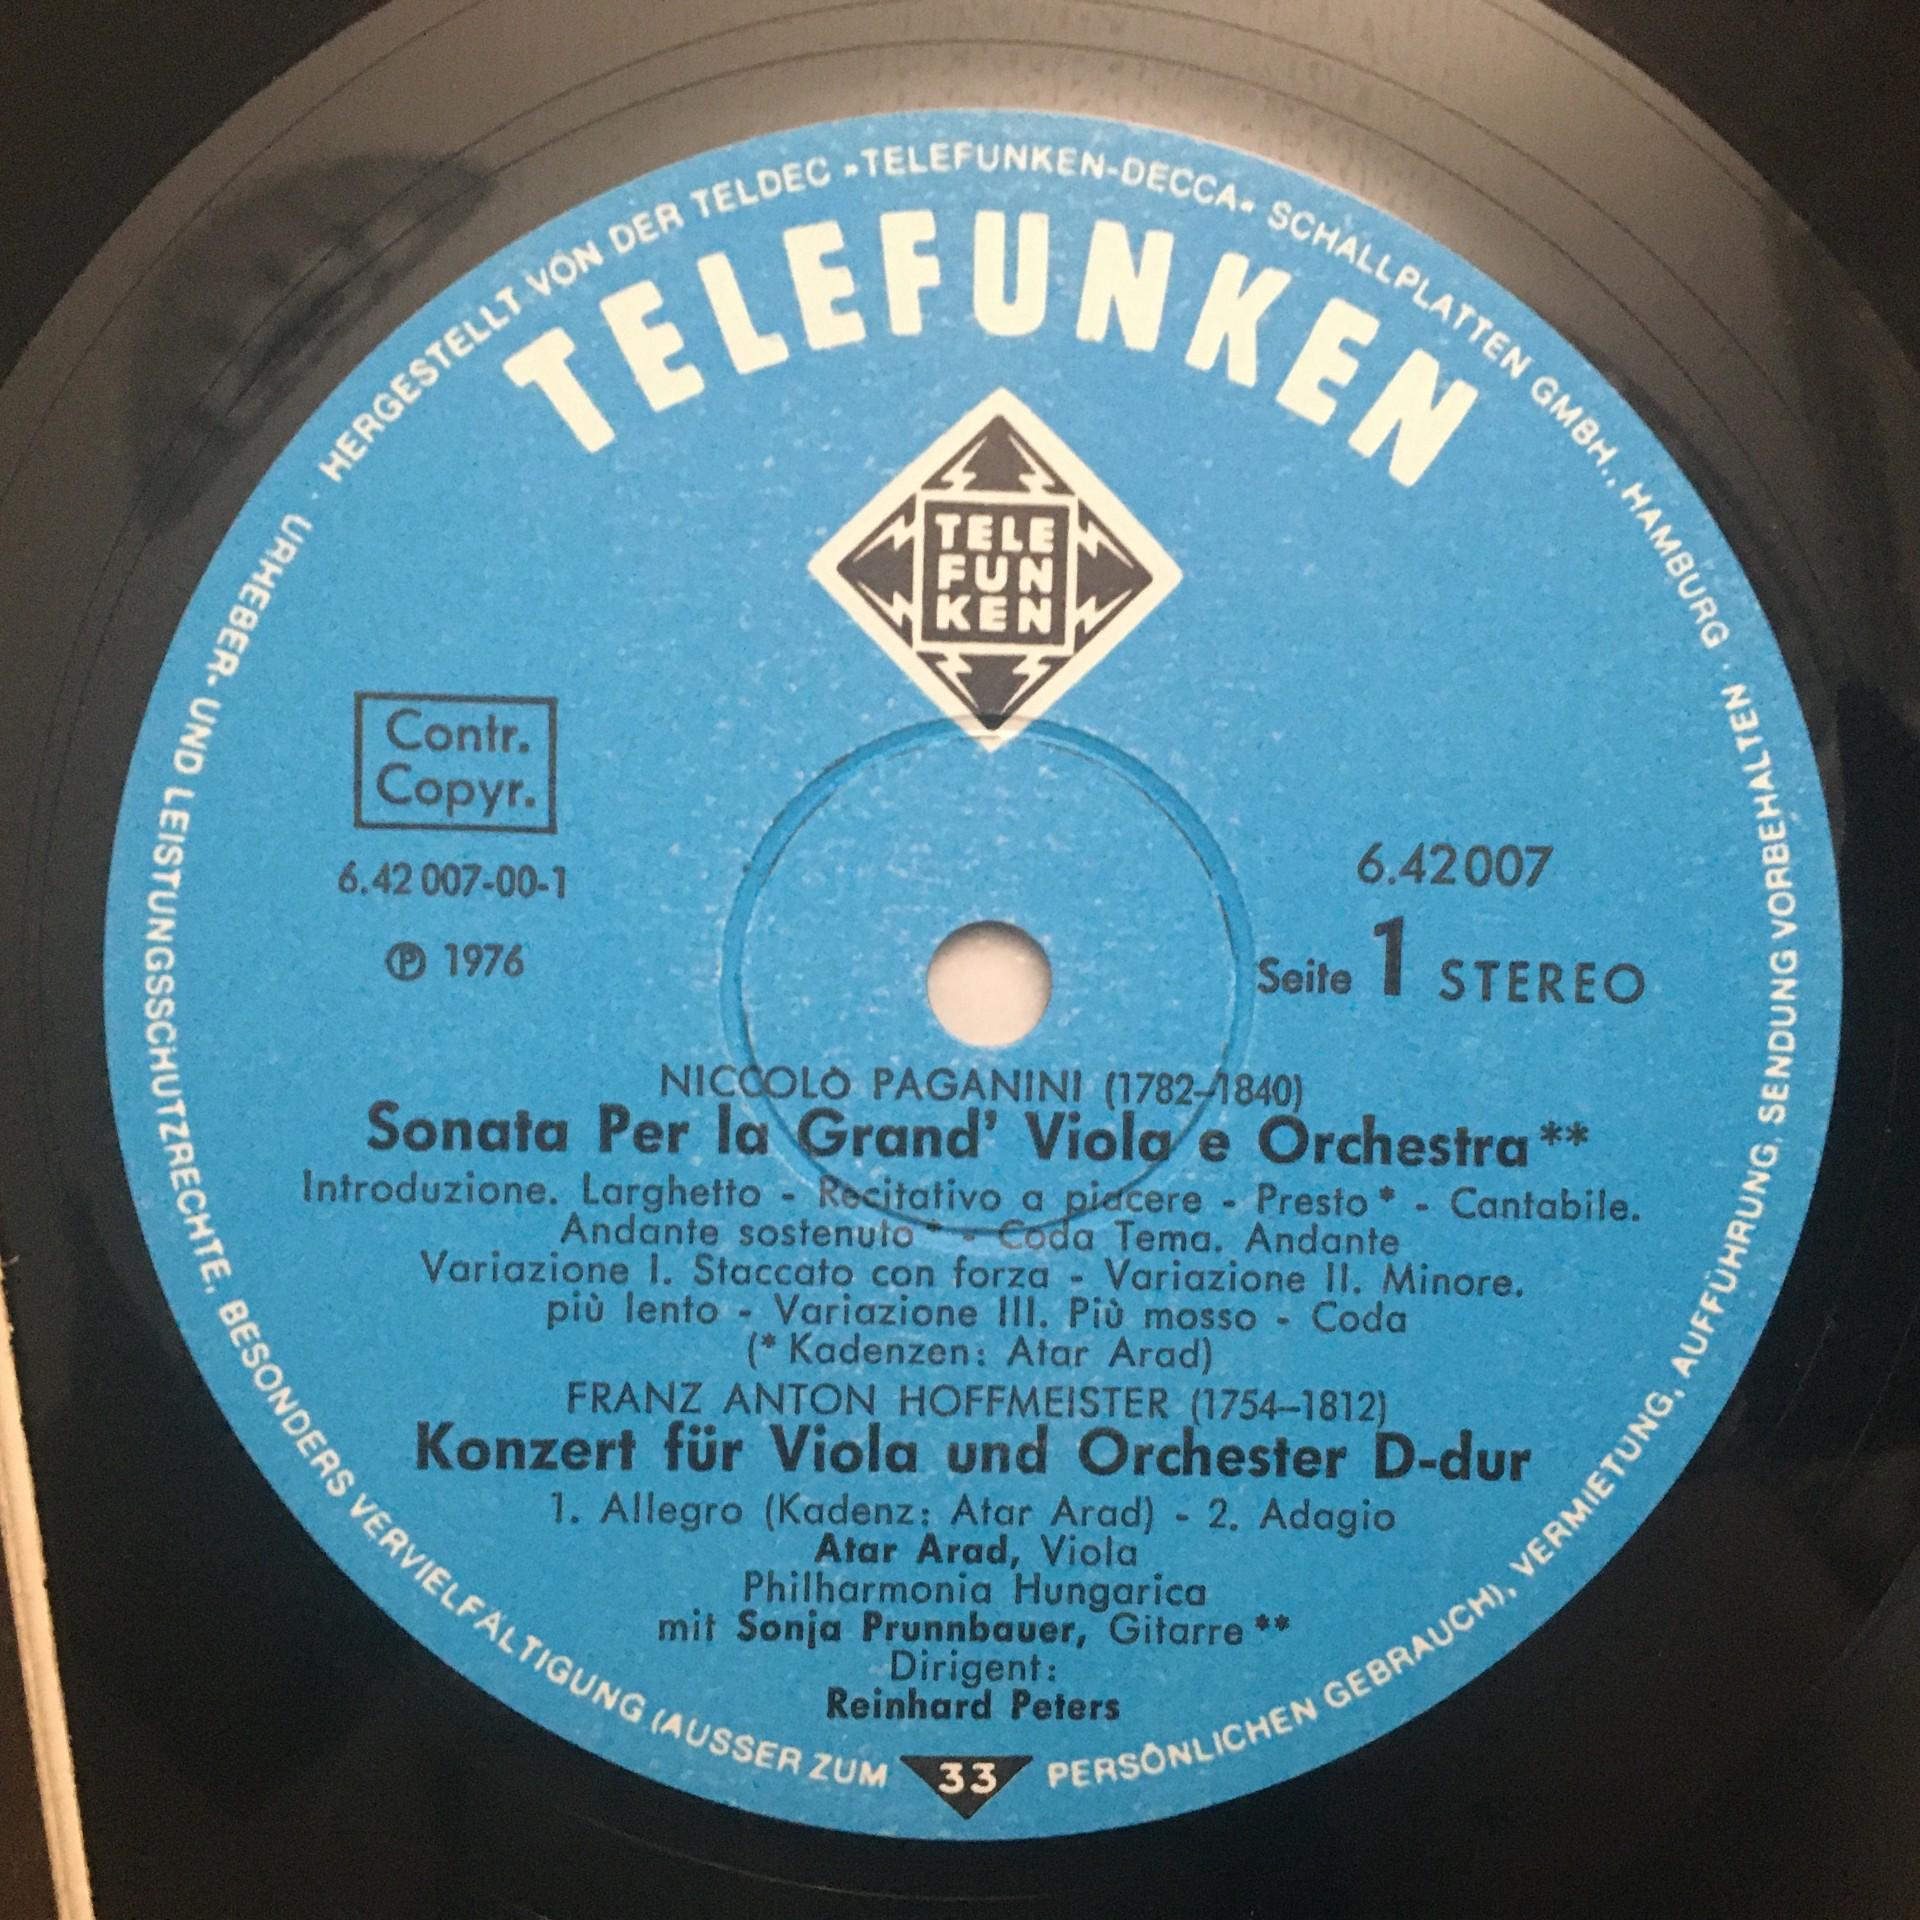 HERGESTELLT VON DER TELDEC »TELEFUNKEN-DECCA« SCHALLPLATTEN GMBH., HAMBURG · URHEBER- UND LEISTUNGSSCHUTZRECHTE, BESONDERS VERVIELFÄLTIGUNG (AUSSER ZUM PERSÖNLICHEN GEBRAUCH), VERMIETUNG, AUFFÜHRUNG, SENDUNG VORBEHALTEN ·
TELEFUNKEN
TELE
FUN
KEN
Contr.
Copyr.
6.42 007-00-1
℗ 1976
6.42007
Seite 1 STEREO
NICCOLÒ PAGANINI (1782–1840)
Sonata Per la Grand' Viola e Orchestra**
Introduzione. Larghetto - Recitativo a piacere - Presto* - Cantabile.
Andante sostenuto* - Coda Tema. Andante
Variazione I. Staccato con forza - Variazione II. Minore.
più lento - Variazione III. Più mosso - Coda
(* Kadenzen: Atar Arad)
FRANZ ANTON HOFFMEISTER (1754–1812)
Konzert für Viola und Orchester D-dur
1. Allegro (Kadenz: Atar Arad) - 2. Adagio
Atar Arad, Viola
Philharmonia Hungarica
mit Sonja Prunnbauer, Gitarre**
Dirigent:
Reinhard Peters
33